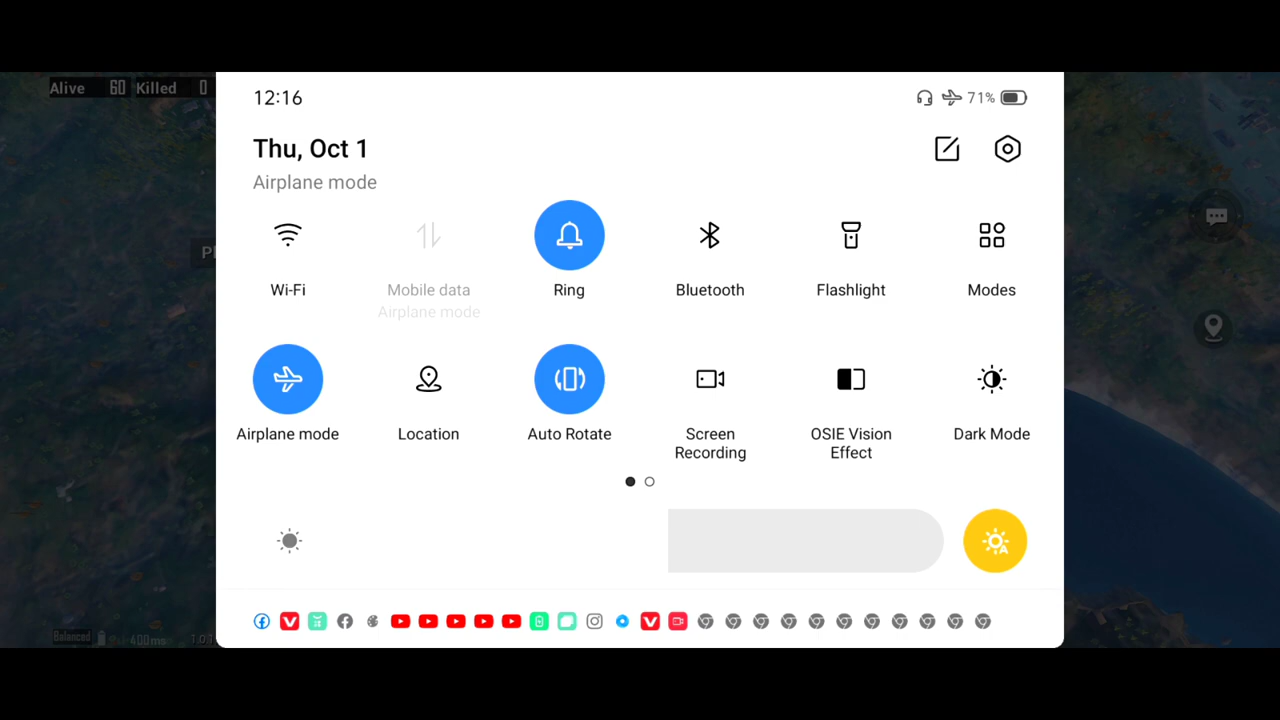 Alive 60 Killed 0
12:16
71%
Thu, Oct 1
Airplane mode
Wi-Fi
Mobile data
Airplane mode
Ring
Bluetooth
Flashlight
Modes
Airplane mode
Location
Auto Rotate
Screen
Recording
OSIE Vision
Effect
Dark Mode
Balanced
400ms